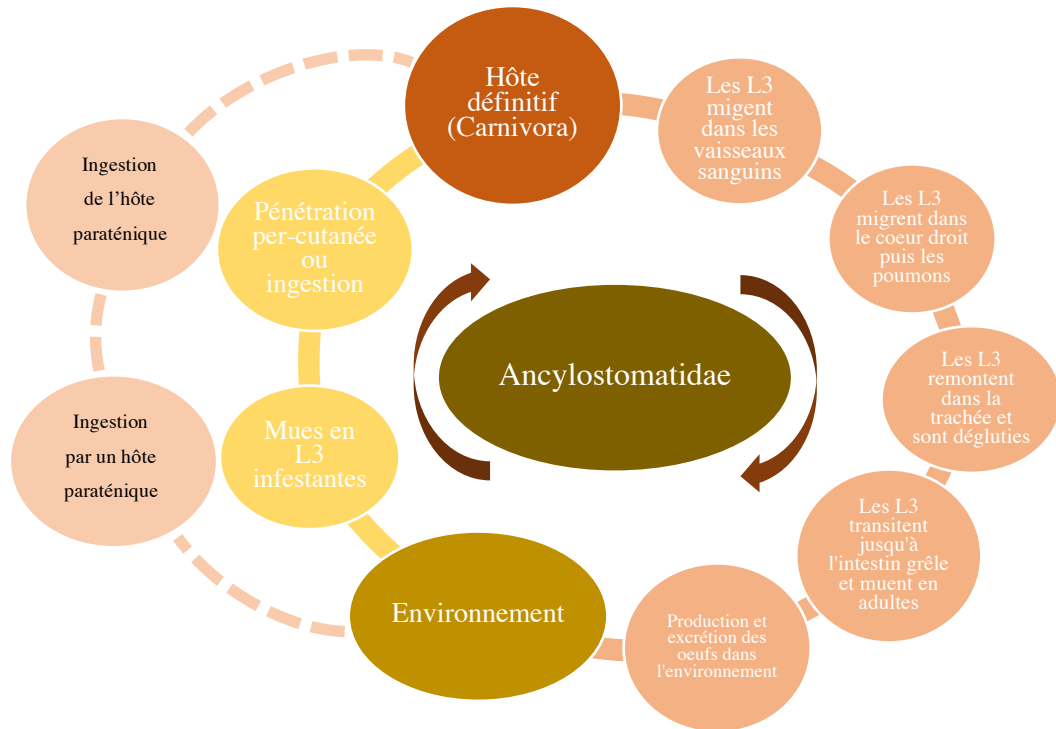 Hôte
définitif
(Carnivora)
Les L3
migent
dans les
vaisseaux
sanguins
Les L3
migrent dans
le coeur droit
puis les
poumons
Les L3
remontent
dans la
trachée et
sont dégluties
Les L3
transitent
jusqu'à
l'intestin grêle
et muent en
adultes
Production et
excrétion des
oeufs dans
l'environnement
Environnement
Mues en
L3
infestantes
Pénétration
per-cutanée
ou
ingestion
Ingestion
par un hôte
paraténique
Ingestion
de l’hôte
paraténique
Ancylostomatidae